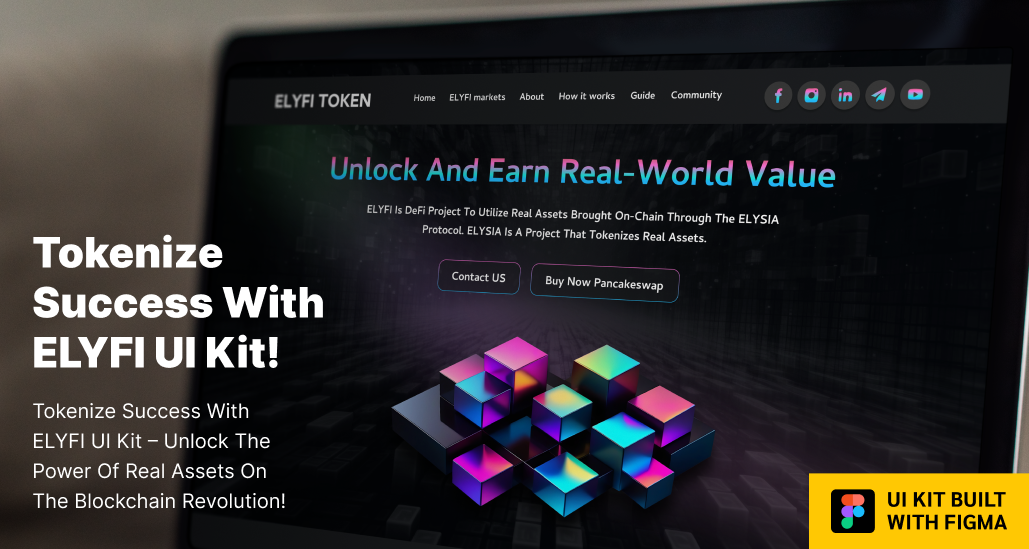 ELYFI TOKEN
Home ELYFI markets About How it works Guide Community
Unlock And Earn Real-World Value
ELYFI Is DeFi Project To Utilize Real Assets Brought On-Chain Through The ELYSIA
Protocol. ELYSIA Is A Project That Tokenizes Real Assets.
Contact US
Buy Now Pancakeswap
Tokenize
Success With
ELYFI UI Kit!
Tokenize Success With
ELYFI UI Kit – Unlock The
Power Of Real Assets On
The Blockchain Revolution!
UI KIT BUILT
WITH FIGMA